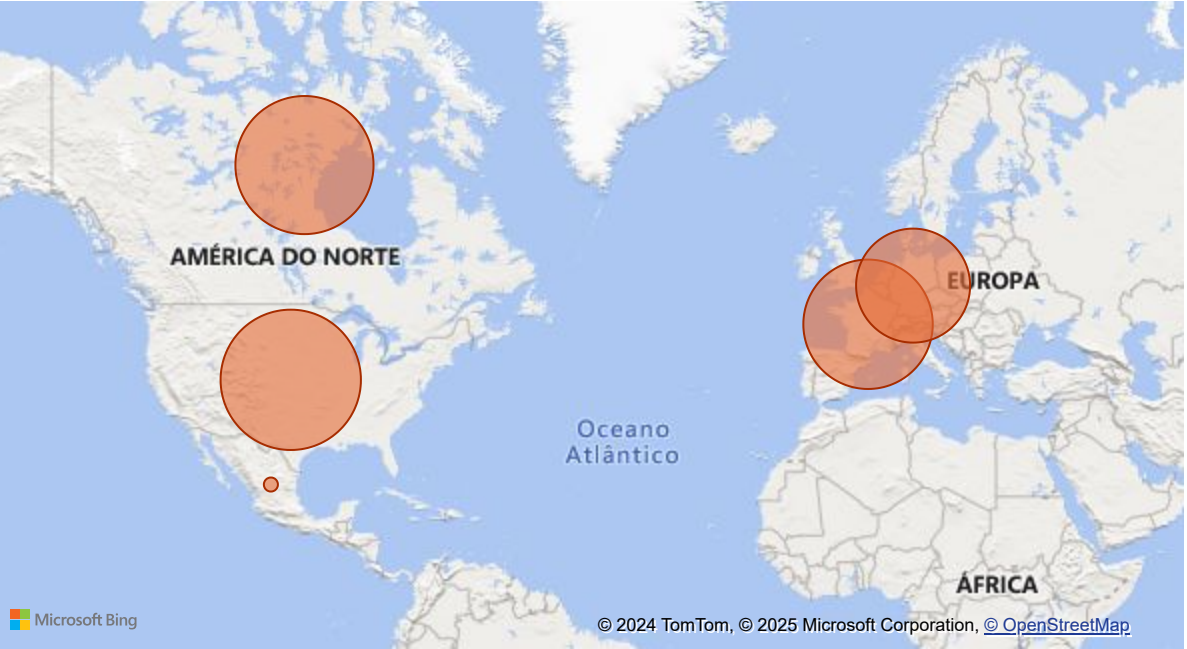 AMÉRICA DO NORTE
EUROPA
Oceano
Atlântico
ÁFRICA
Microsoft Bing
© 2024 TomTom, © 2025 Microsoft Corporation, © OpenStreetMap